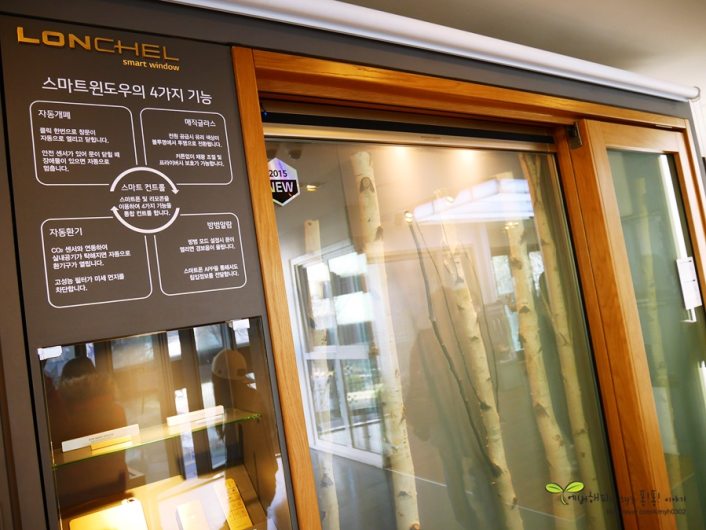 LONCHEL
smart window
스마트윈도우의 4가지 기능
자동개폐
클릭 한번으로 창문이
자동으로 열리고 닫힙니다.
안전 센서가 있어 문이 닫힐 때
장애물이 있으면 자동으로
멈춥니다.
매직글라스
전원 공급시 유리 색상이
불투명에서 투명으로 전환됩니다.
커튼없이 채광 조절 및
프라이버시 보호가 가능합니다.
스마트 컨트롤
스마트폰 및 리모콘을
이용하여 4가지 기능을
통합 컨트롤 합니다.
자동환기
CO₂ 센서와 연동하여
실내공기가 탁해지면 자동으로
환기구가 열립니다.
고성능 필터가 미세 먼지를
차단합니다.
방범알람
방범 모드 설정시 문이
열리면 경보음이 울립니다.
스마트폰 APP을 통해서도
침입정보를 전달합니다.
2015
NEW